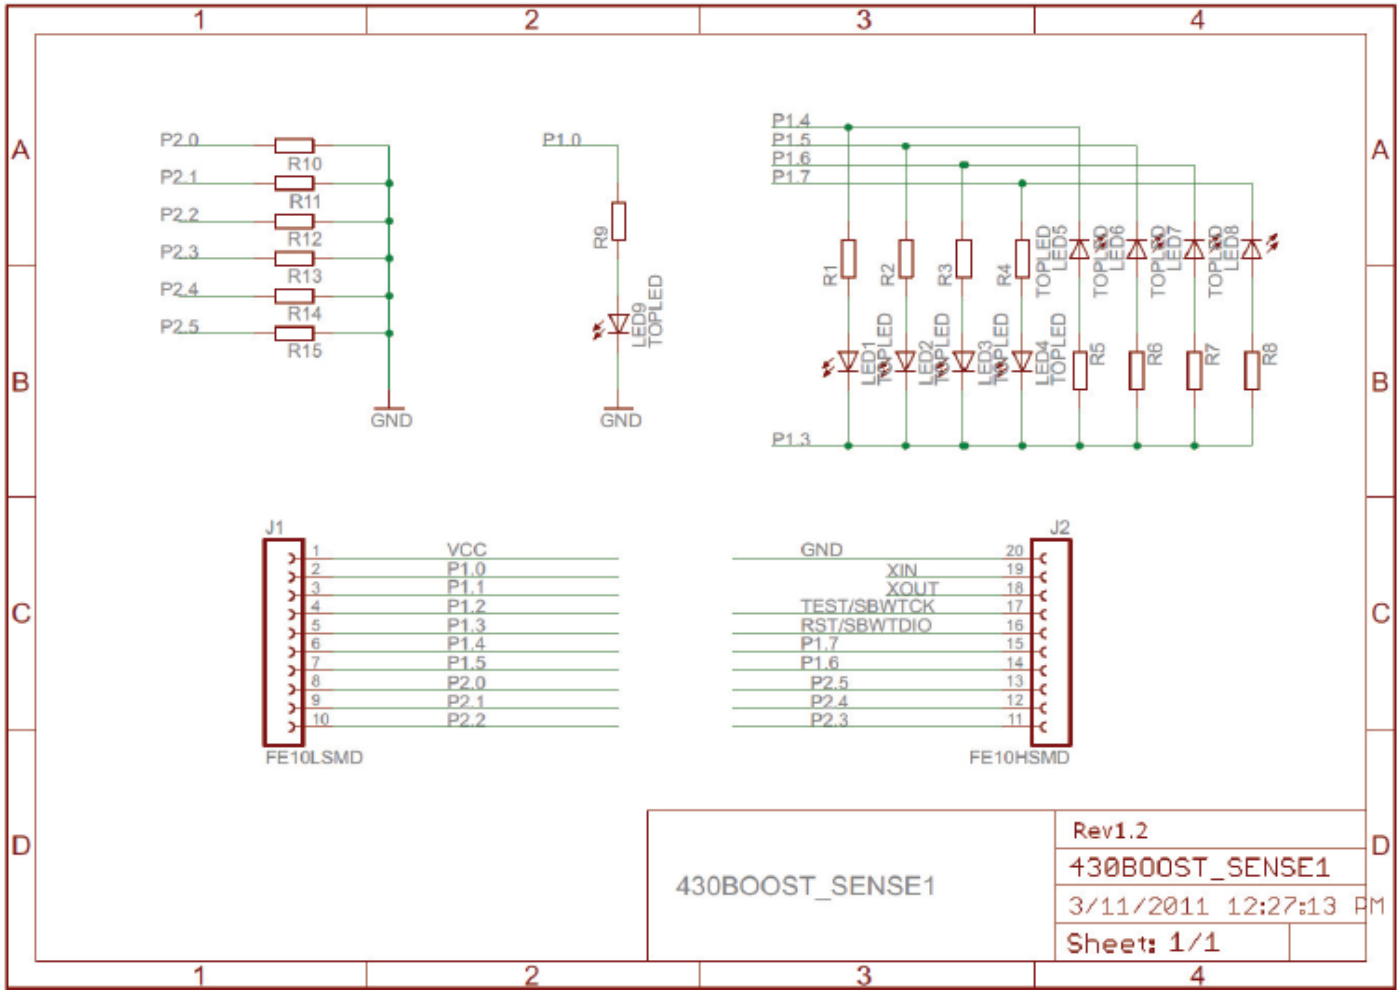 1 2 3 4
A A
B B
C C
D D
1 2 3 4
P2.0
R10
P2.1
R11
P2.2
R12
P2.3
R13
P2.4
R14
P2.5
R15
GND
P1.0
R9
LED9
TOPLED
GND
P1.4
P1.5
P1.6
P1.7
R1
R2
R3
R4
TOPLED
LED5
TOPLED
LED6
TOPLED
LED7
TOPLED
LED8
LED1
TOPLED
LED2
TOPLED
LED3
TOPLED
LED4
TOPLED
R5
R6
R7
R8
P1.3
J1
1 VCC
2 P1.0
3 P1.1
4 P1.2
5 P1.3
6 P1.4
7 P1.5
8 P2.0
9 P2.1
10 P2.2
FE10LSMD
J2
GND 20
XIN 19
XOUT 18
TEST/SBWTCK 17
RST/SBWTDIO 16
P1.7 15
P1.6 14
P2.5 13
P2.4 12
P2.3 11
FE10HSMD
430BOOST_SENSE1
Rev1.2
430BOOST_SENSE1
3/11/2011 12:27:13 PM
Sheet: 1/1